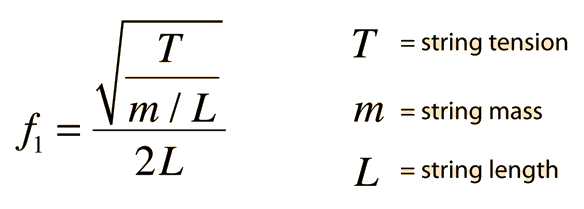 f₁ = √(T / (m / L)) / 2L
T = string tension
m = string mass
L = string length